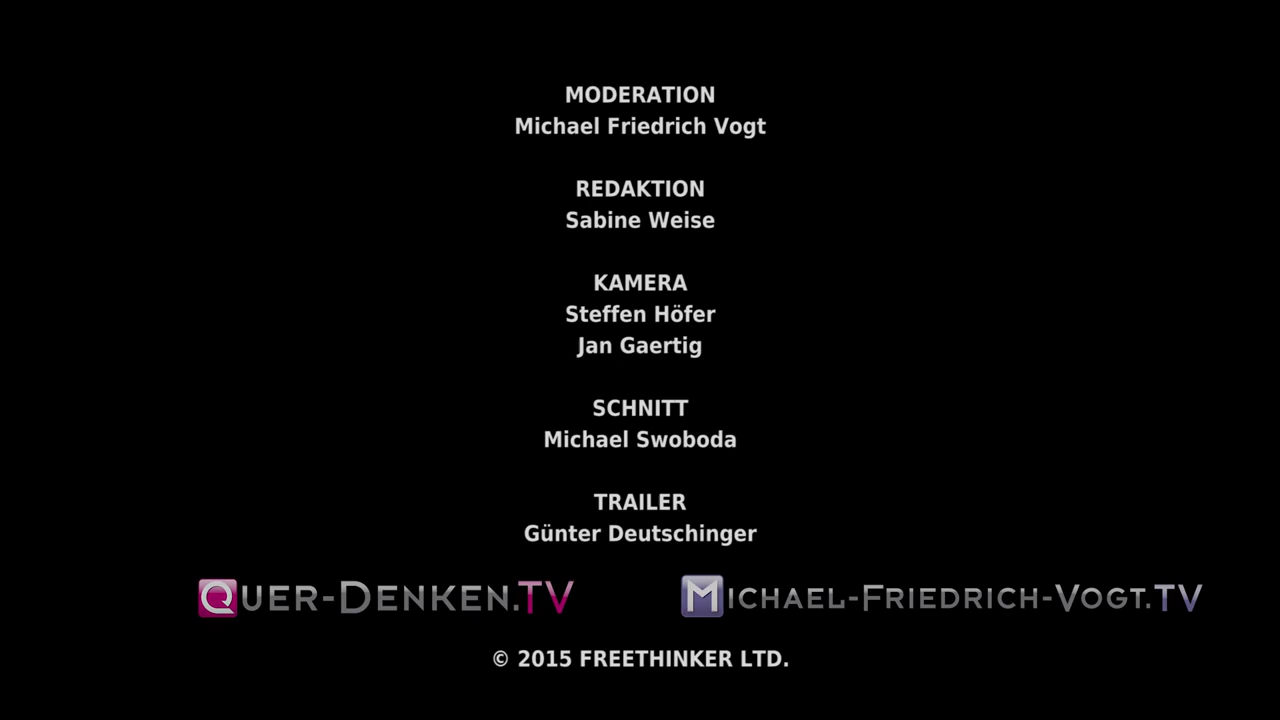 MODERATION
Michael Friedrich Vogt
REDAKTION
Sabine Weise
KAMERA
Steffen Höfer
Jan Gaertig
SCHNITT
Michael Swoboda
TRAILER
Günter Deutschinger
QUER-DENKEN.TV
MICHAEL-FRIEDRICH-VOGT.TV
© 2015 FREETHINKER LTD.